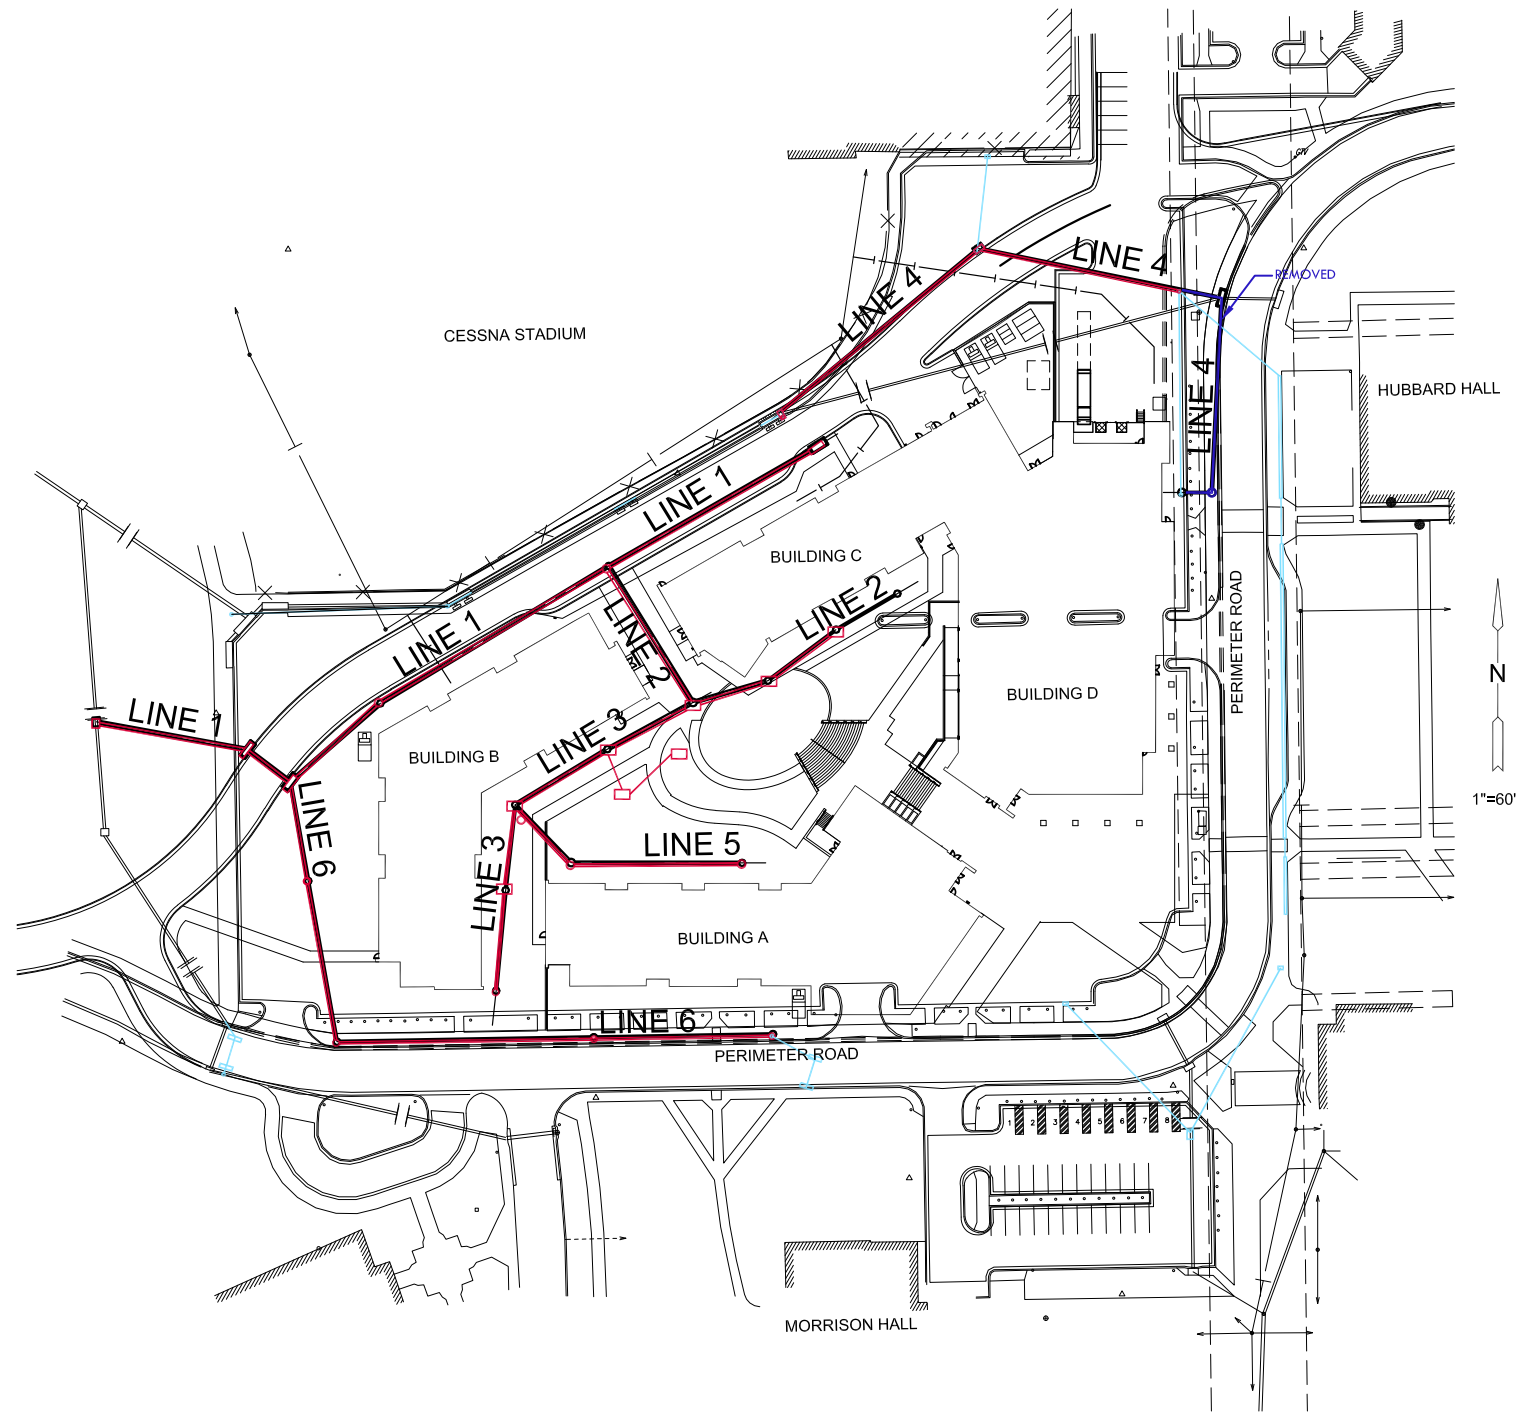 GIV
LINE 4
REMOVED
LINE 4
CESSNA STADIUM
LINE 4
HUBBARD HALL
LINE 1
BUILDING C
LINE 2
PERIMETER ROAD
LINE 1
LINE 2
N
BUILDING D
LINE 1
LINE 3
BUILDING B
1"=60'
LINE 6
LINE 5
LINE 3
BUILDING A
LINE 6
PERIMETER ROAD
1 2 3 4 5 6 7 8
MORRISON HALL